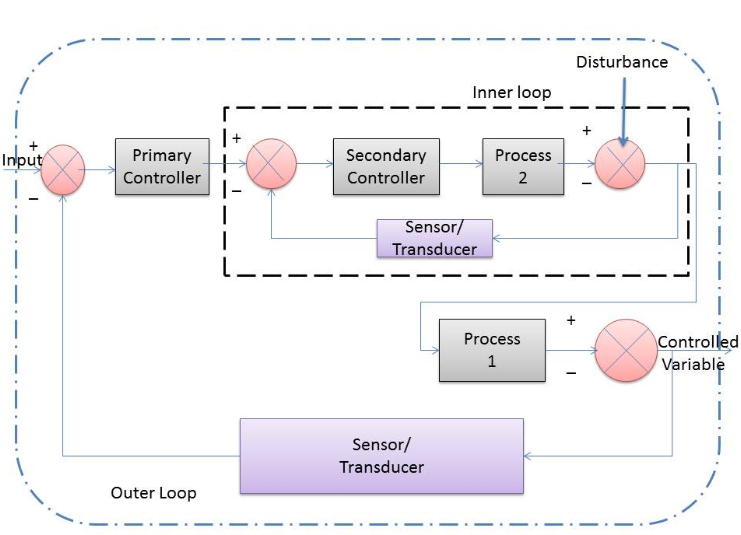 Disturbance
Inner loop
+
Input
−
Primary
Controller
+
−
Secondary
Controller
Process
2
+
−
Sensor/
Transducer
Process
1
+
−
Controlled
Variable
Sensor/
Transducer
Outer Loop